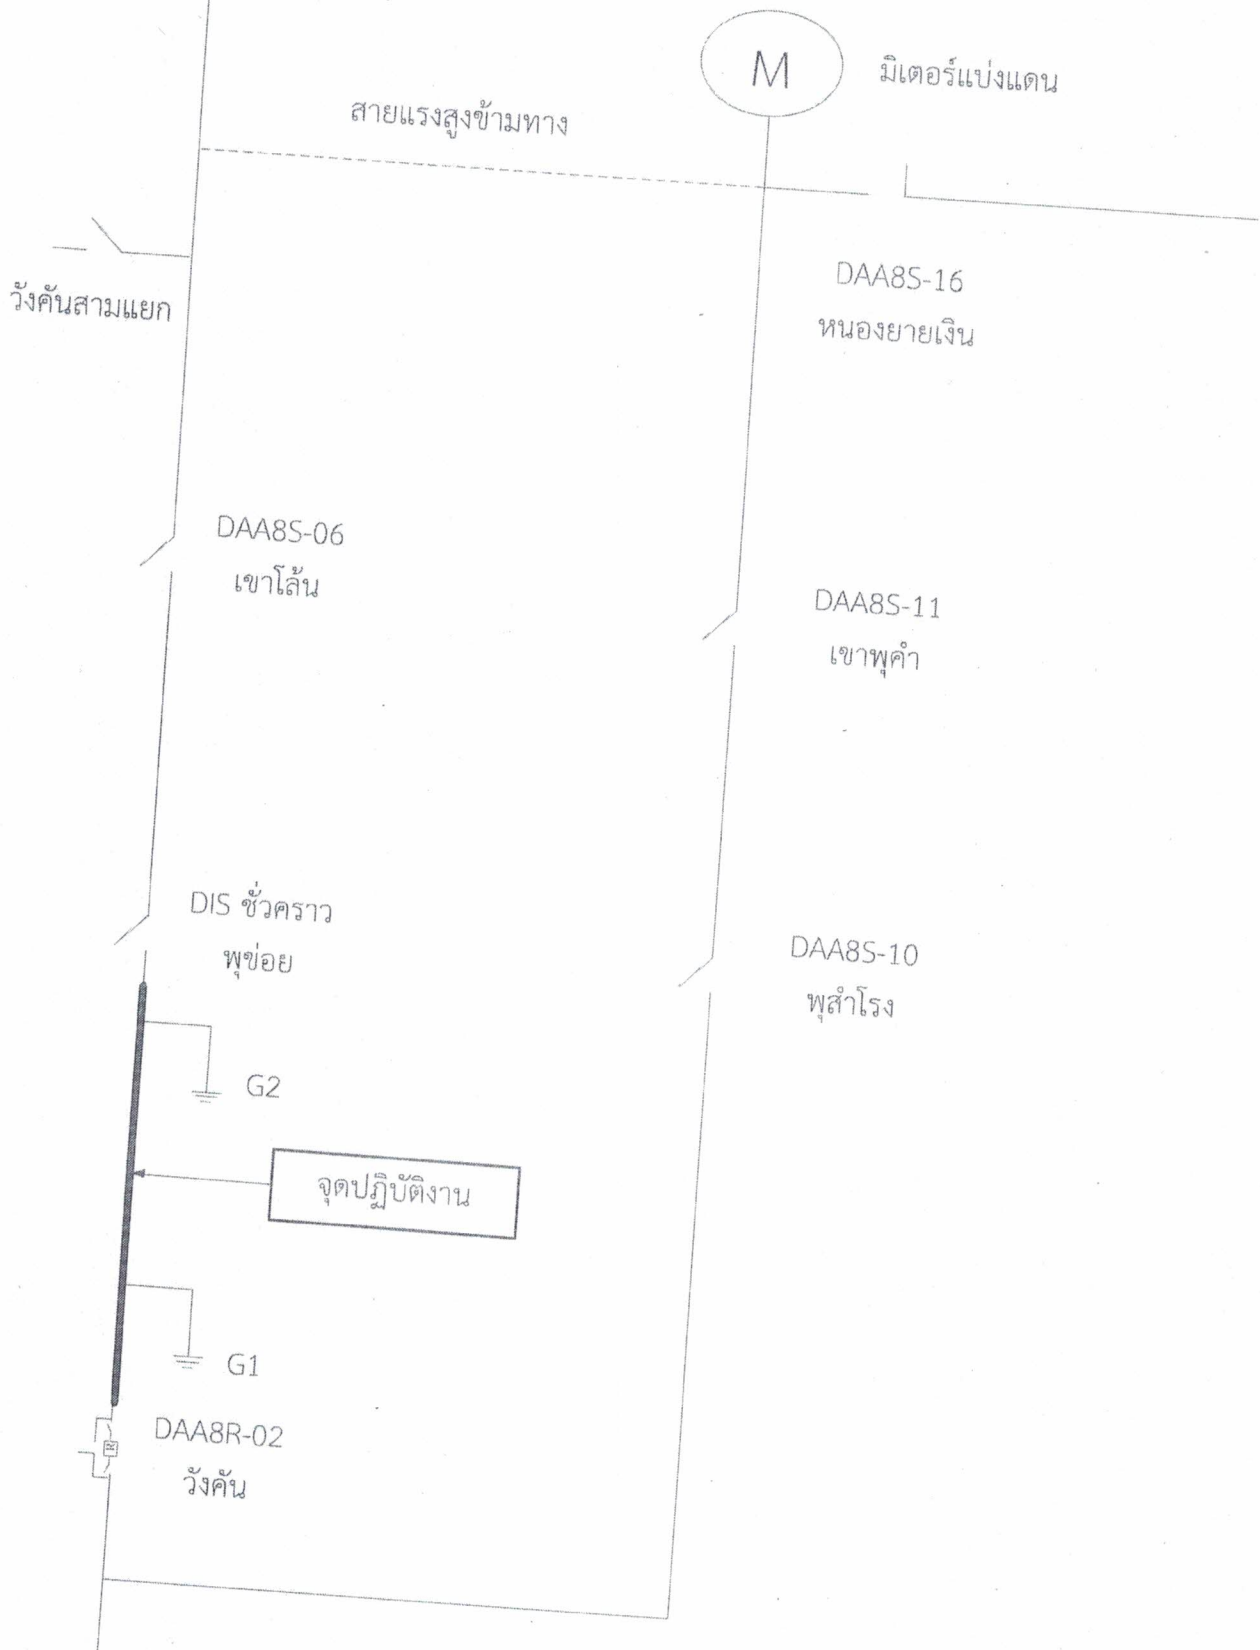 M
มิเตอร์แบ่งแดน
สายแรงสูงข้ามทาง
วังคันสามแยก
DAA8S-16
หนองยายเงิน
DAA8S-06
เขาโล้น
DAA8S-11
เขาพุคำ
DIS ชั่วคราว
พุข่อย
DAA8S-10
พุสำโรง
G2
จุดปฏิบัติงาน
G1
DAA8R-02
วังคัน
R